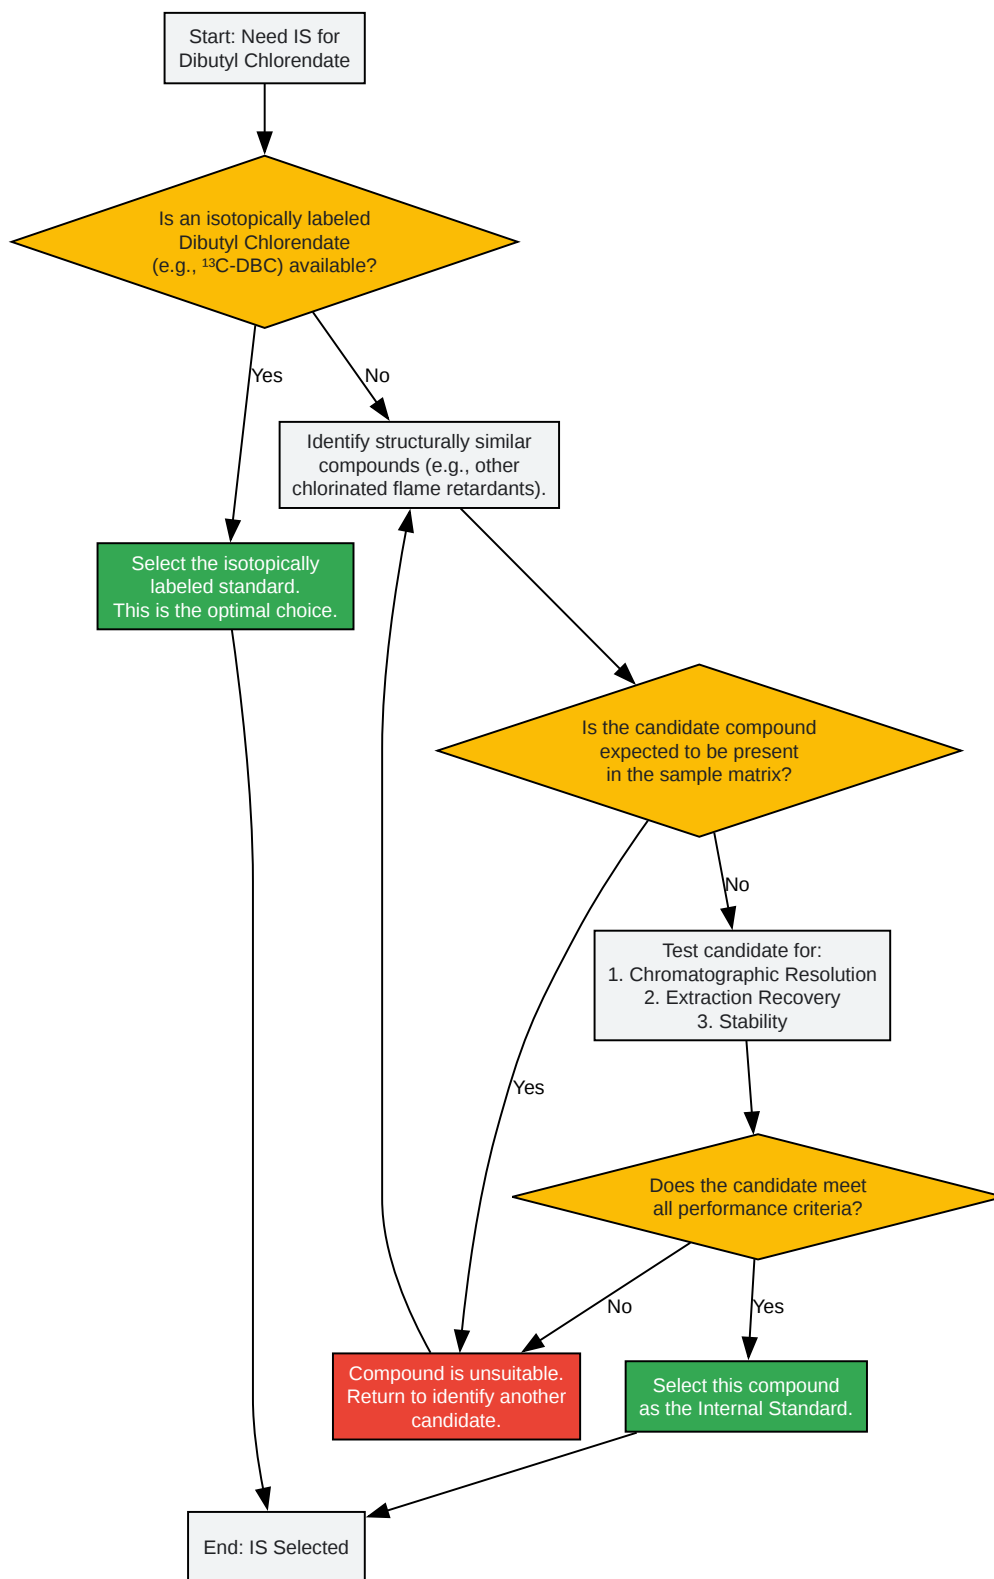 Start: Need IS for
Dibutyl Chlorendate
Is an isotopically labeled
Dibutyl Chlorendate
(e.g., ¹³C-DBC) available?
Yes
No
Identify structurally similar
compounds (e.g., other
chlorinated flame retardants).
Select the isotopically
labeled standard.
This is the optimal choice.
Is the candidate compound
expected to be present
in the sample matrix?
No
Test candidate for:
1. Chromatographic Resolution
2. Extraction Recovery
3. Stability
Yes
Does the candidate meet
all performance criteria?
No
Yes
Compound is unsuitable.
Return to identify another
candidate.
Select this compound
as the Internal Standard.
End: IS Selected